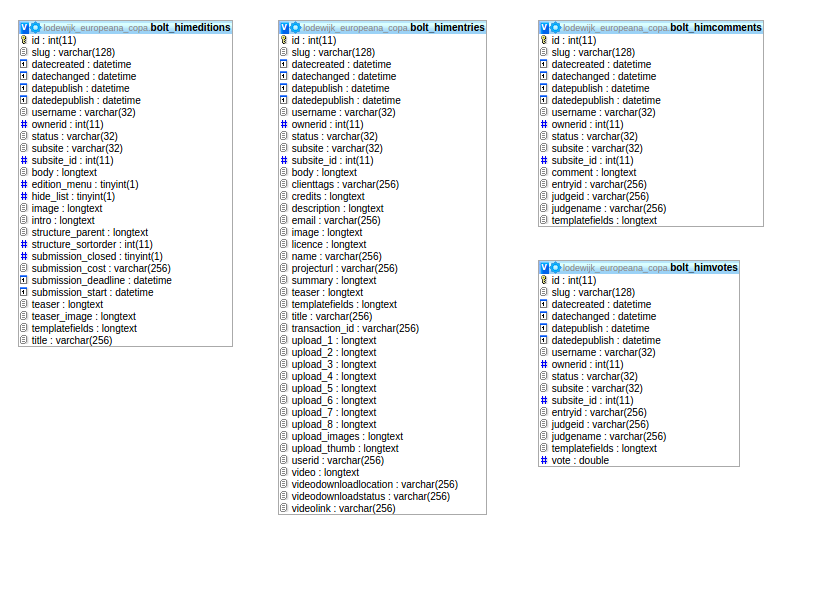 lodewijk_europeana_copa.bolt_himeditions
id : int(11)
slug : varchar(128)
datecreated : datetime
datechanged : datetime
datepublish : datetime
datedepublish : datetime
username : varchar(32)
ownerid : int(11)
status : varchar(32)
subsite : varchar(32)
subsite_id : int(11)
body : longtext
edition_menu : tinyint(1)
hide_list : tinyint(1)
image : longtext
intro : longtext
structure_parent : longtext
structure_sortorder : int(11)
submission_closed : tinyint(1)
submission_cost : varchar(256)
submission_deadline : datetime
submission_start : datetime
teaser : longtext
teaser_image : longtext
templatefields : longtext
title : varchar(256)
lodewijk_europeana_copa.bolt_himentries
id : int(11)
slug : varchar(128)
datecreated : datetime
datechanged : datetime
datepublish : datetime
datedepublish : datetime
username : varchar(32)
ownerid : int(11)
status : varchar(32)
subsite : varchar(32)
subsite_id : int(11)
body : longtext
clienttags : varchar(256)
credits : longtext
description : longtext
email : varchar(256)
image : longtext
licence : longtext
name : varchar(256)
projecturl : varchar(256)
summary : longtext
teaser : longtext
templatefields : longtext
title : varchar(256)
transaction_id : varchar(256)
upload_1 : longtext
upload_2 : longtext
upload_3 : longtext
upload_4 : longtext
upload_5 : longtext
upload_6 : longtext
upload_7 : longtext
upload_8 : longtext
upload_images : longtext
upload_thumb : longtext
userid : varchar(256)
video : longtext
videodownloadlocation : varchar(256)
videodownloadstatus : varchar(256)
videolink : varchar(256)
lodewijk_europeana_copa.bolt_himcomments
id : int(11)
slug : varchar(128)
datecreated : datetime
datechanged : datetime
datepublish : datetime
datedepublish : datetime
username : varchar(32)
ownerid : int(11)
status : varchar(32)
subsite : varchar(32)
subsite_id : int(11)
comment : longtext
entryid : varchar(256)
judgeid : varchar(256)
judgename : varchar(256)
templatefields : longtext
lodewijk_europeana_copa.bolt_himvotes
id : int(11)
slug : varchar(128)
datecreated : datetime
datechanged : datetime
datepublish : datetime
datedepublish : datetime
username : varchar(32)
ownerid : int(11)
status : varchar(32)
subsite : varchar(32)
subsite_id : int(11)
entryid : varchar(256)
judgeid : varchar(256)
judgename : varchar(256)
templatefields : longtext
vote : double